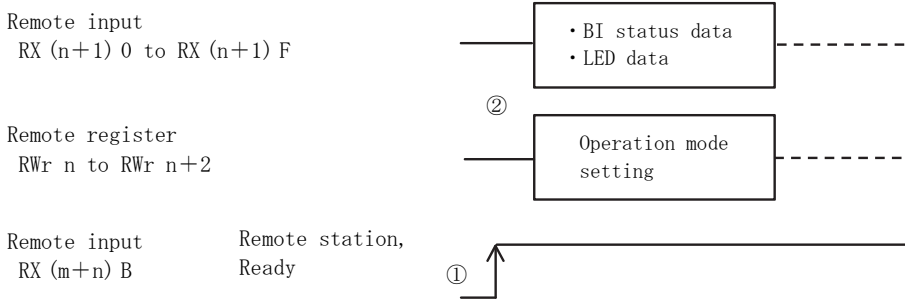 Remote input
RX (n+1) 0 to RX (n+1) F
・BI status data
・LED data
②
Remote register
RWr n to RWr n+2
Operation mode
setting
Remote input
RX (m+n) B
Remote station,
Ready
①